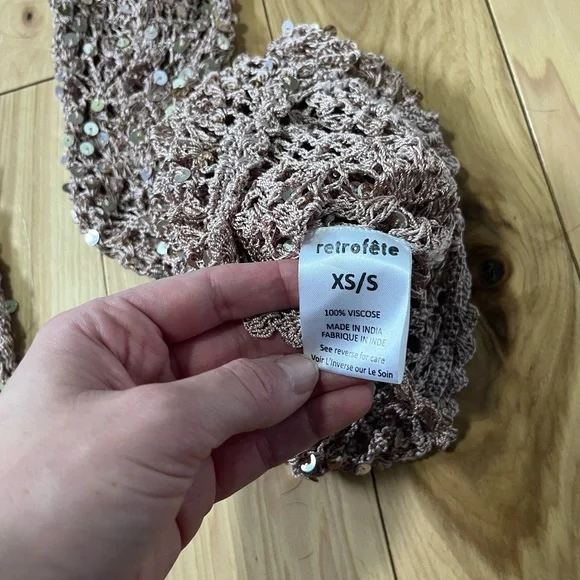 retrofête
XS/S
100% VISCOSE
MADE IN INDIA
FABRIQUE IN INDE
See reverse for care
Voir L'inverse our Le Soin